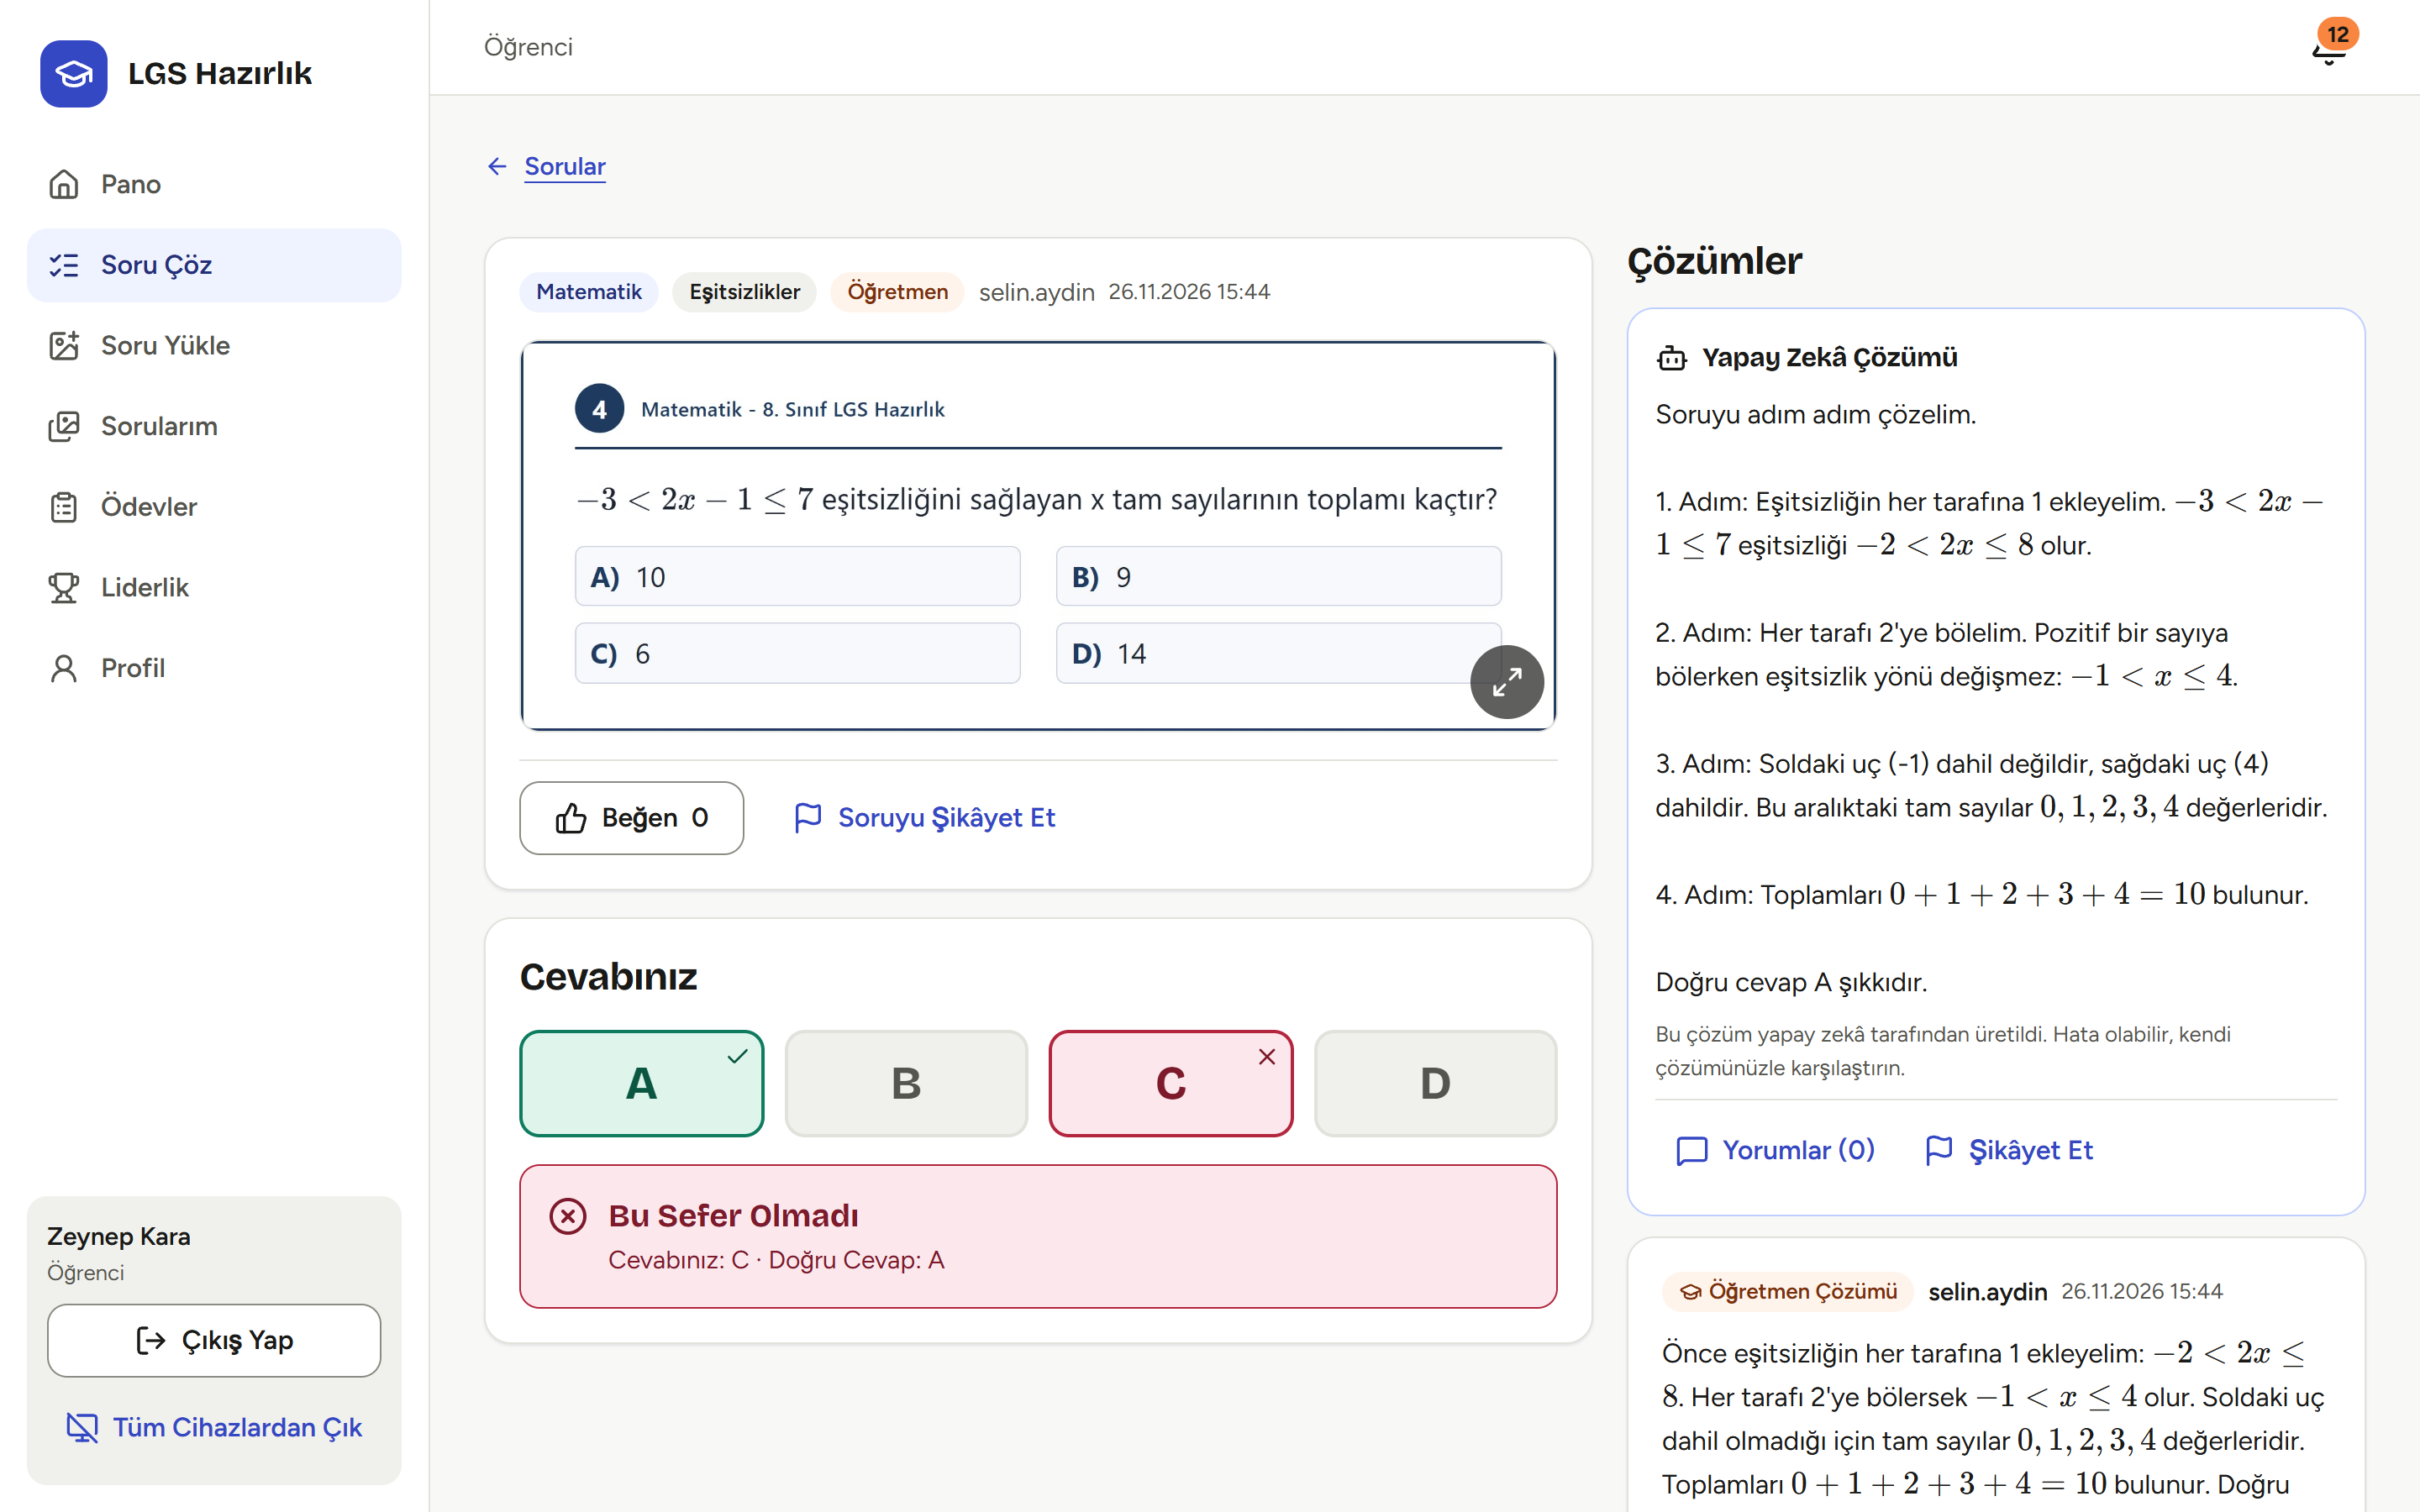 LGS Hazırlık
Pano
Soru Çöz
Soru Yükle
Sorularım
Ödevler
Liderlik
Profil
Zeynep Kara
Öğrenci
Çıkış Yap
Tüm Cihazlardan Çık
Öğrenci
12
Sorular
Matematik Eşitsizlikler Öğretmen selin.aydin 26.11.2026 15:44
4 Matematik - 8. Sınıf LGS Hazırlık
−3 < 2x − 1 ≤ 7 eşitsizliğini sağlayan x tam sayılarının toplamı kaçtır?
A) 10 B) 9
C) 6 D) 14
Beğen 0 Soruyu Şikâyet Et
Cevabınız
A B C D
Bu Sefer Olmadı
Cevabınız: C · Doğru Cevap: A
Çözümler
Yapay Zekâ Çözümü
Soruyu adım adım çözelim.
1. Adım: Eşitsizliğin her tarafına 1 ekleyelim. −3 < 2x −
1 ≤ 7 eşitsizliği −2 < 2x ≤ 8 olur.
2. Adım: Her tarafı 2'ye bölelim. Pozitif bir sayıya
bölerken eşitsizlik yönü değişmez: −1 < x ≤ 4.
3. Adım: Soldaki uç (-1) dahil değildir, sağdaki uç (4)
dahildir. Bu aralıktaki tam sayılar 0, 1, 2, 3, 4 değerleridir.
4. Adım: Toplamları 0 + 1 + 2 + 3 + 4 = 10 bulunur.
Doğru cevap A şıkkıdır.
Bu çözüm yapay zekâ tarafından üretildi. Hata olabilir, kendi
çözümünüzle karşılaştırın.
Yorumlar (0) Şikâyet Et
Öğretmen Çözümü selin.aydin 26.11.2026 15:44
Önce eşitsizliğin her tarafına 1 ekleyelim: −2 < 2x ≤
8. Her tarafı 2'ye bölersek −1 < x ≤ 4 olur. Soldaki uç
dahil olmadığı için tam sayılar 0, 1, 2, 3, 4 değerleridir.
Toplamları 0 + 1 + 2 + 3 + 4 = 10 bulunur. Doğru